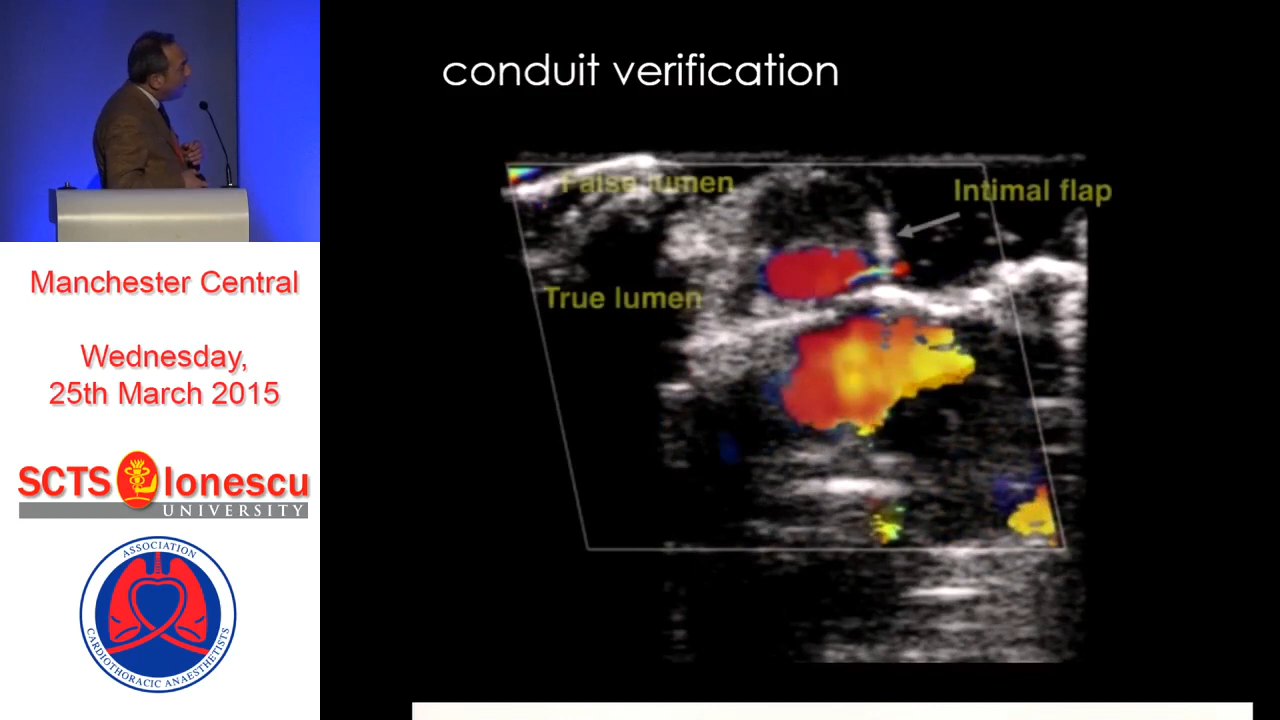 conduit verification
False lumen
Intimal flap
True lumen
Manchester Central
Wednesday,
25th March 2015
SCTS Ionescu
UNIVERSITY
ASSOCIATION
CARDIOTHORACIC ANAESTHETISTS